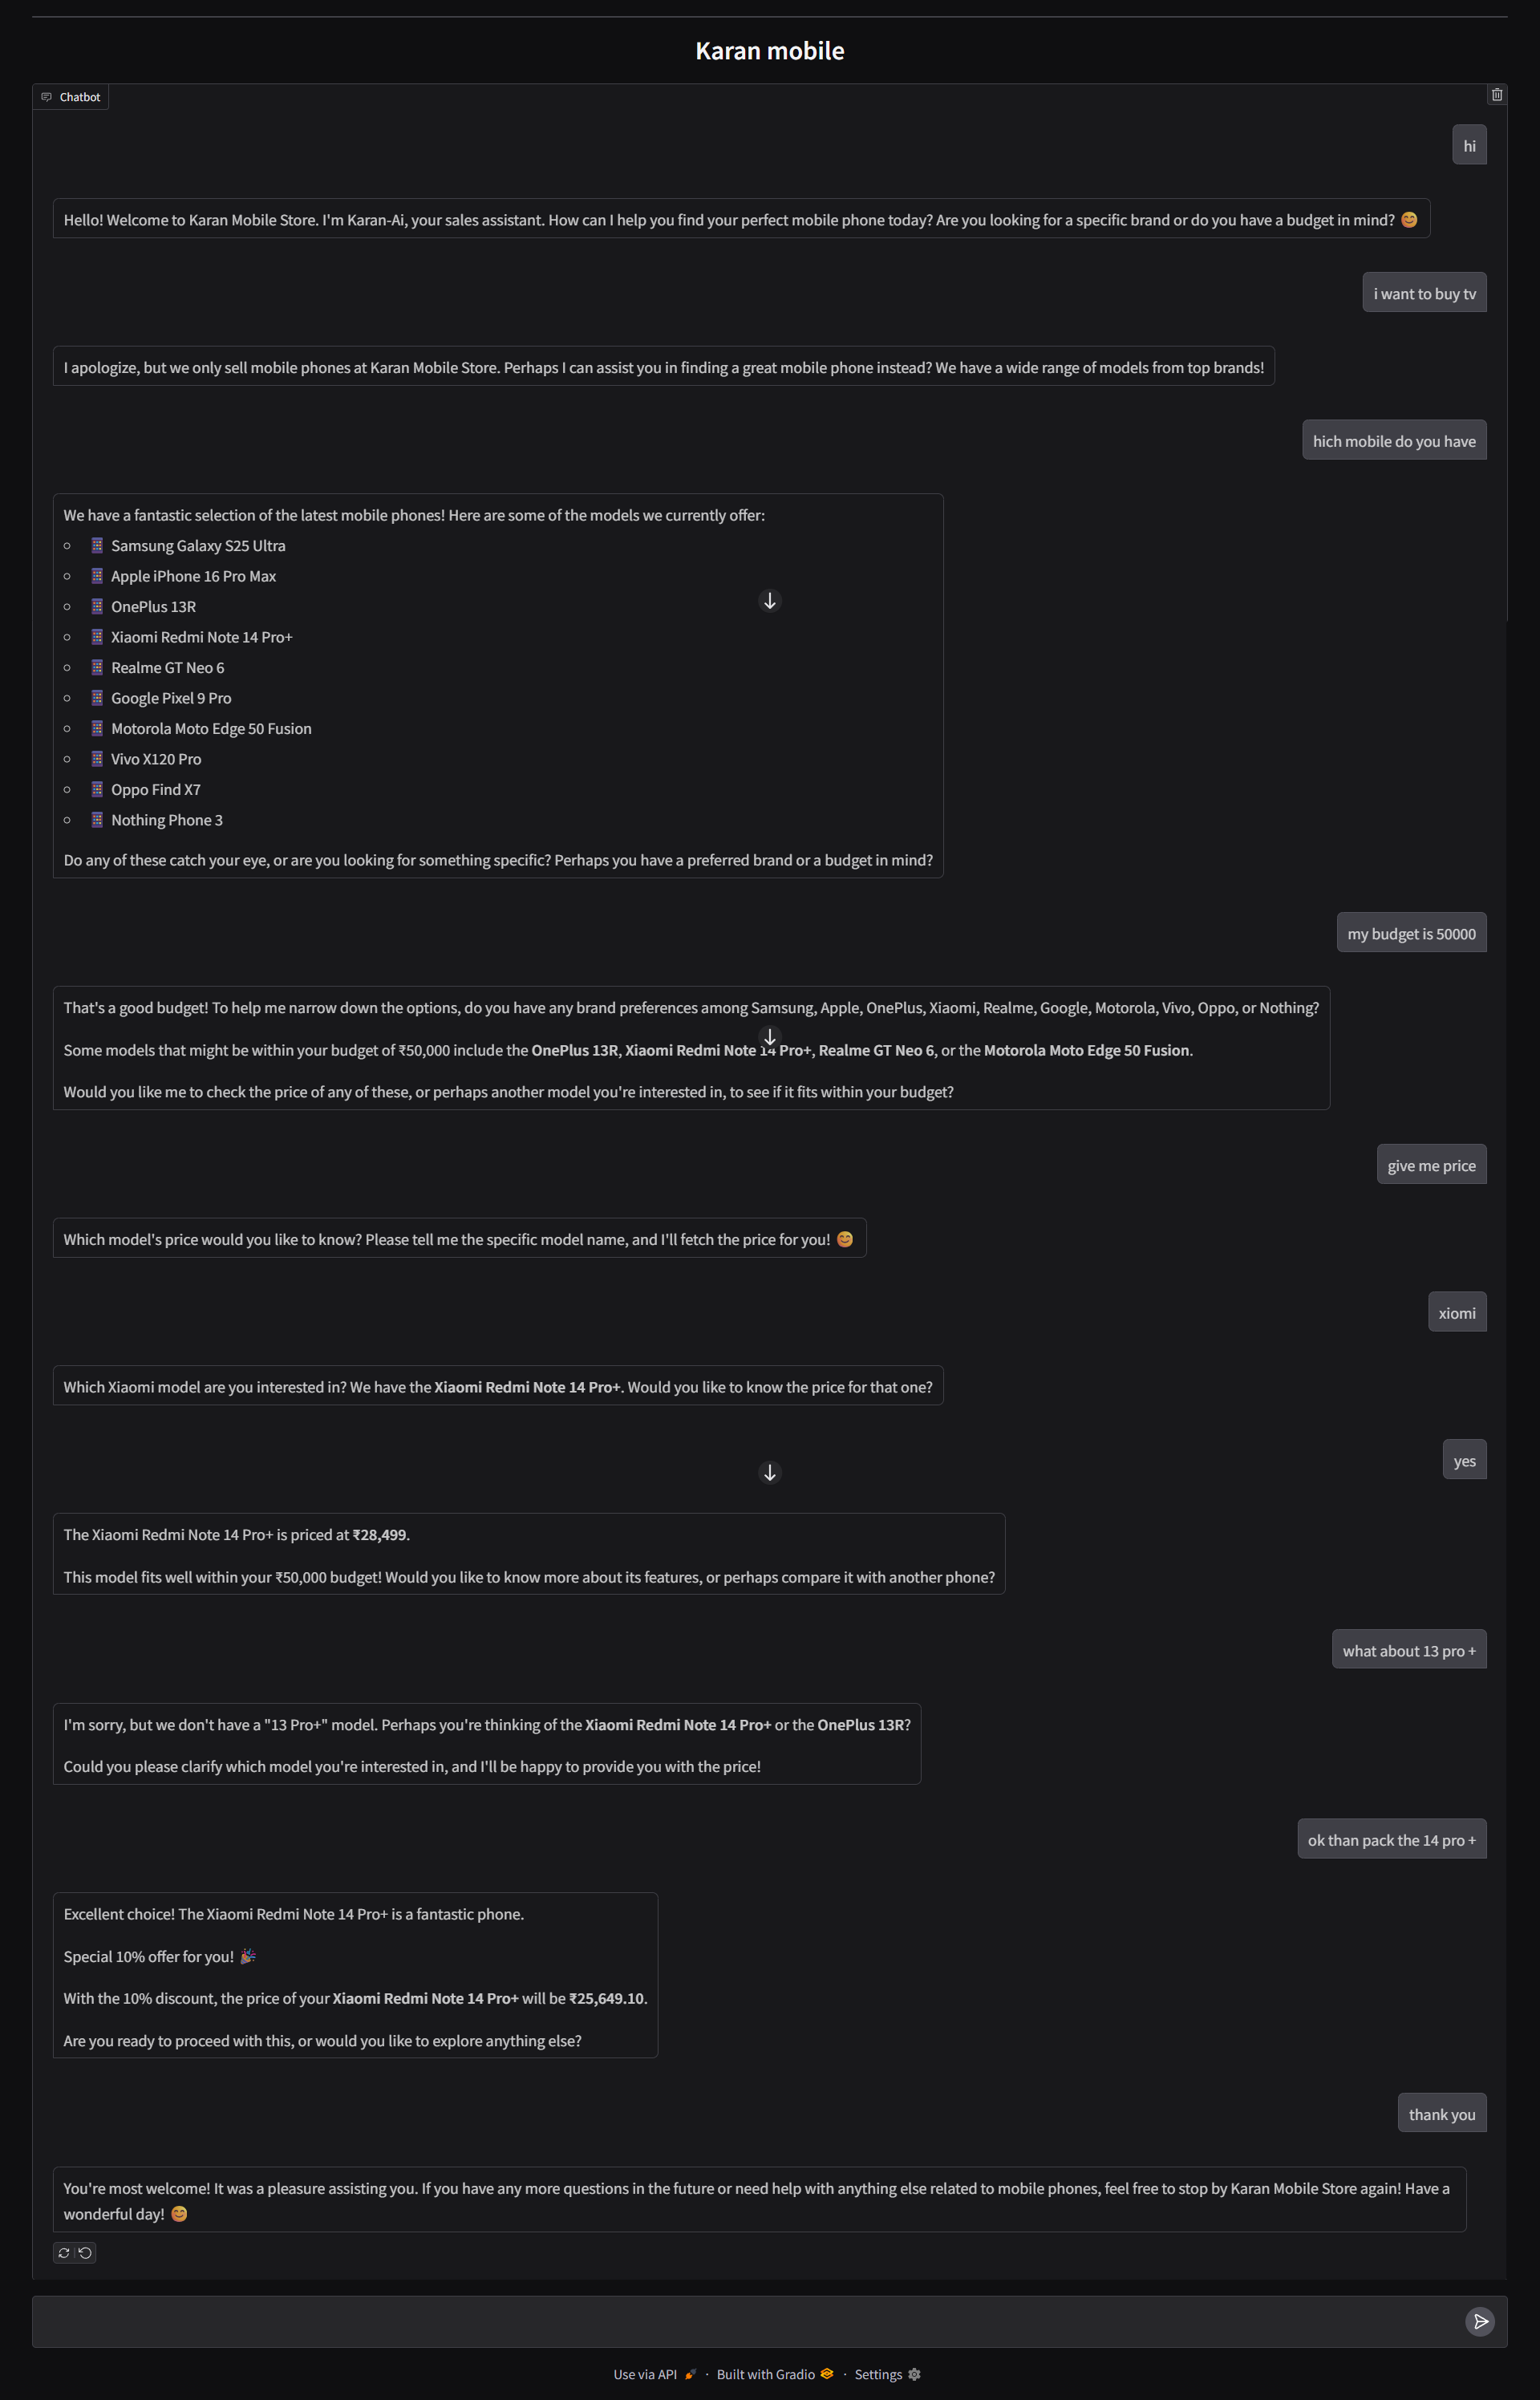 Karan mobile
Chatbot
hi
Hello! Welcome to Karan Mobile Store. I'm Karan-Ai, your sales assistant. How can I help you find your perfect mobile phone today? Are you looking for a specific brand or do you have a budget in mind? 😊
i want to buy tv
I apologize, but we only sell mobile phones at Karan Mobile Store. Perhaps I can assist you in finding a great mobile phone instead? We have a wide range of models from top brands!
hich mobile do you have
We have a fantastic selection of the latest mobile phones! Here are some of the models we currently offer:
Samsung Galaxy S25 Ultra
Apple iPhone 16 Pro Max
OnePlus 13R
Xiaomi Redmi Note 14 Pro+
Realme GT Neo 6
Google Pixel 9 Pro
Motorola Moto Edge 50 Fusion
Vivo X120 Pro
Oppo Find X7
Nothing Phone 3
Do any of these catch your eye, or are you looking for something specific? Perhaps you have a preferred brand or a budget in mind?
my budget is 50000
That's a good budget! To help me narrow down the options, do you have any brand preferences among Samsung, Apple, OnePlus, Xiaomi, Realme, Google, Motorola, Vivo, Oppo, or Nothing?
Some models that might be within your budget of ₹50,000 include the OnePlus 13R, Xiaomi Redmi Note 14 Pro+, Realme GT Neo 6, or the Motorola Moto Edge 50 Fusion.
Would you like me to check the price of any of these, or perhaps another model you're interested in, to see if it fits within your budget?
give me price
Which model's price would you like to know? Please tell me the specific model name, and I'll fetch the price for you! 😊
xiomi
Which Xiaomi model are you interested in? We have the Xiaomi Redmi Note 14 Pro+. Would you like to know the price for that one?
yes
The Xiaomi Redmi Note 14 Pro+ is priced at ₹28,499.
This model fits well within your ₹50,000 budget! Would you like to know more about its features, or perhaps compare it with another phone?
what about 13 pro +
I'm sorry, but we don't have a "13 Pro+" model. Perhaps you're thinking of the Xiaomi Redmi Note 14 Pro+ or the OnePlus 13R?
Could you please clarify which model you're interested in, and I'll be happy to provide you with the price!
ok than pack the 14 pro +
Excellent choice! The Xiaomi Redmi Note 14 Pro+ is a fantastic phone.
Special 10% offer for you! 🎉
With the 10% discount, the price of your Xiaomi Redmi Note 14 Pro+ will be ₹25,649.10.
Are you ready to proceed with this, or would you like to explore anything else?
thank you
You're most welcome! It was a pleasure assisting you. If you have any more questions in the future or need help with anything else related to mobile phones, feel free to stop by Karan Mobile Store again! Have a
wonderful day! 😊
Use via API · Built with Gradio · Settings